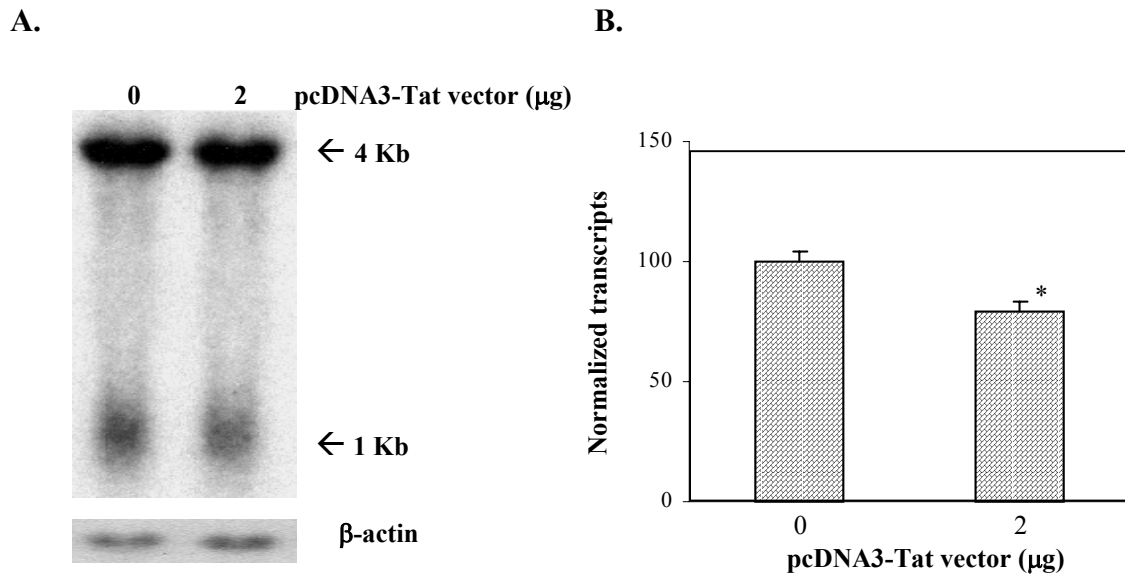 A.
0 2 pcDNA3-Tat vector (μg)
← 4 Kb
← 1 Kb
β-actin
B.
Normalized transcripts
150
100
50
0
*
0 2
pcDNA3-Tat vector (μg)